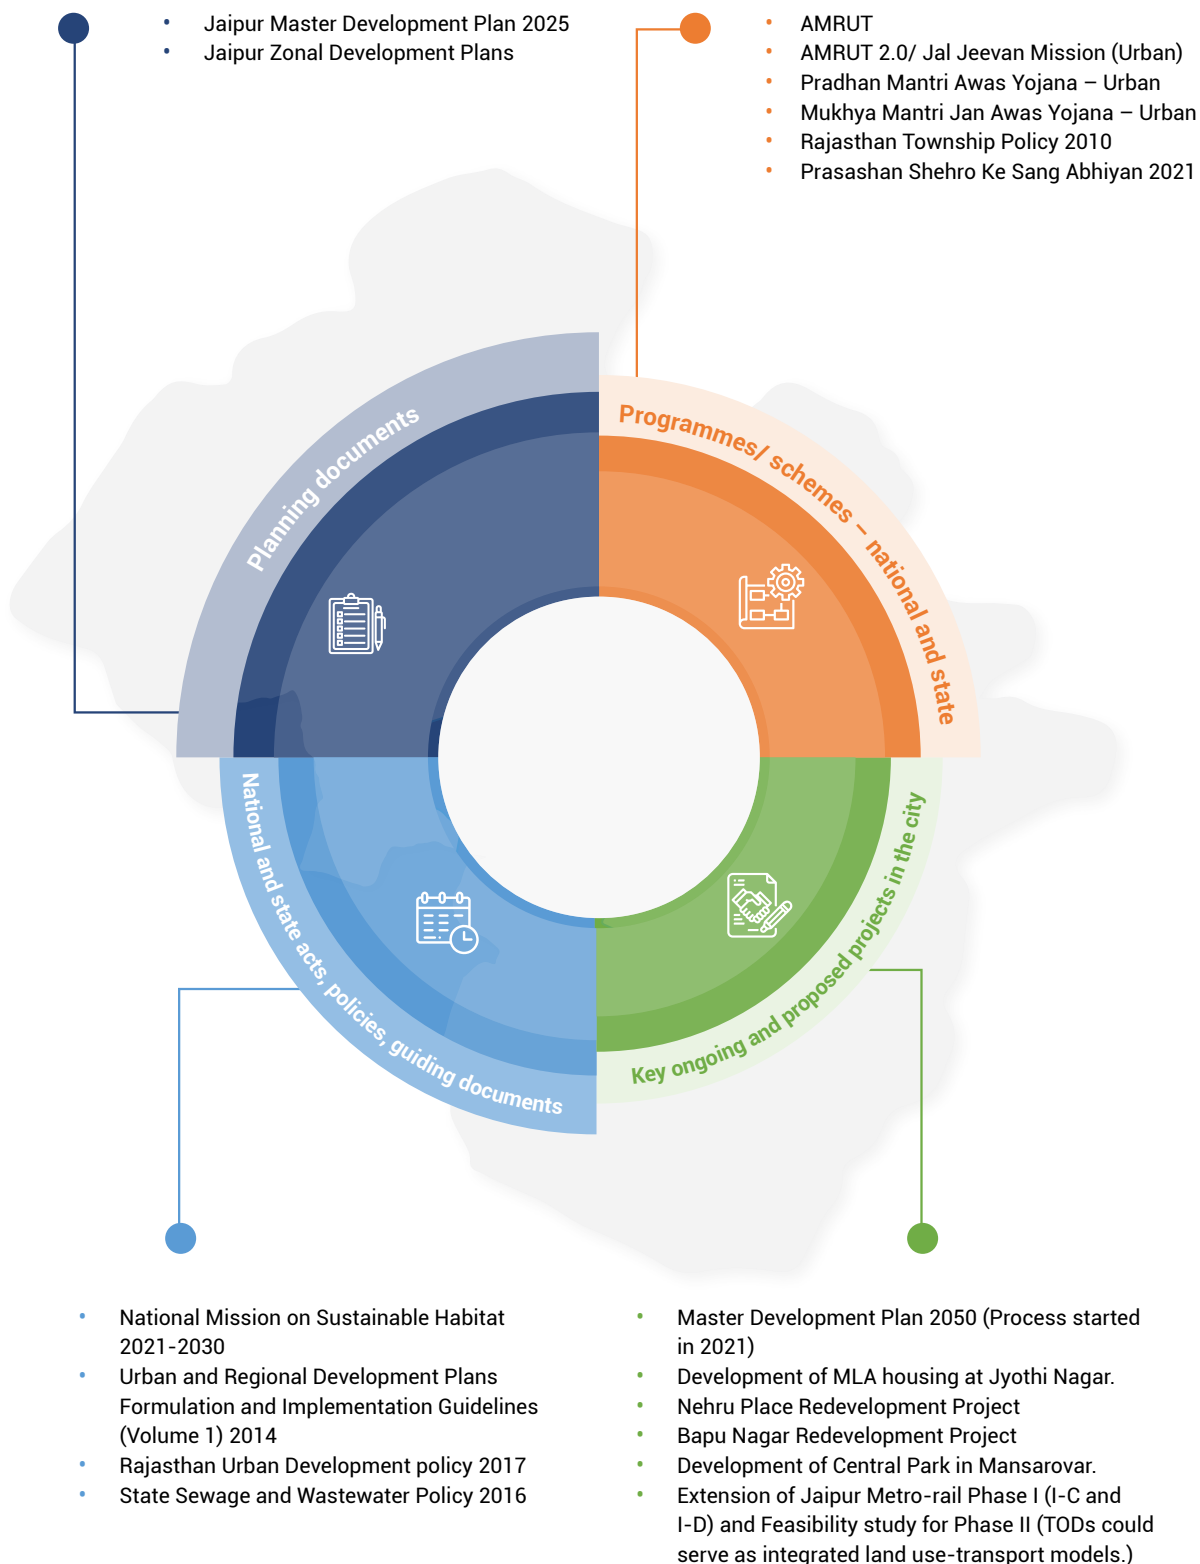 • Jaipur Master Development Plan 2025
• Jaipur Zonal Development Plans
• AMRUT
• AMRUT 2.0/ Jal Jeevan Mission (Urban)
• Pradhan Mantri Awas Yojana – Urban
• Mukhya Mantri Jan Awas Yojana – Urban
• Rajasthan Township Policy 2010
• Prasashan Shehro Ke Sang Abhiyan 2021
Planning documents
Programmes/ schemes – national and state
National and state acts, policies, guiding documents
Key ongoing and proposed projects in the city
• National Mission on Sustainable Habitat
2021-2030
• Urban and Regional Development Plans
Formulation and Implementation Guidelines
(Volume 1) 2014
• Rajasthan Urban Development policy 2017
• State Sewage and Wastewater Policy 2016
• Master Development Plan 2050 (Process started
in 2021)
• Development of MLA housing at Jyothi Nagar.
• Nehru Place Redevelopment Project
• Bapu Nagar Redevelopment Project
• Development of Central Park in Mansarovar.
• Extension of Jaipur Metro-rail Phase I (I-C and
I-D) and Feasibility study for Phase II (TODs could
serve as integrated land use-transport models.)